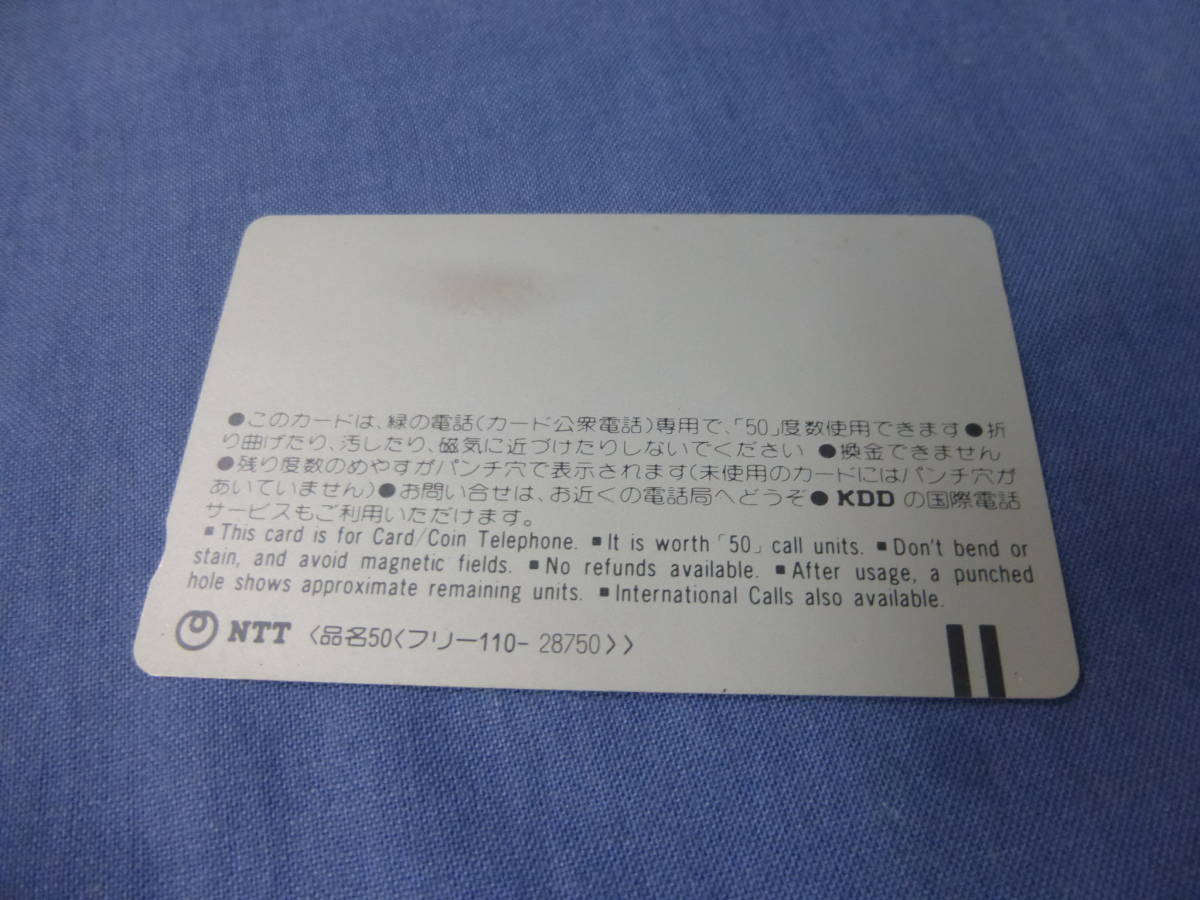 ●このカードは、緑の電話(カード公衆電話)専用で、「50」度数使用できます●折
り曲げたり、汚したり、磁気に近づけたりしないでください ●換金できません
●残り度数のめやすがパンチ穴で表示されます(未使用のカードにはパンチ穴が
あいていません)●お問い合せは、お近くの電話局へどうぞ● KDD の国際電話
サービスもご利用いただけます。
■This card is for Card/Coin Telephone. ■It is worth「50」call units. ■Don't bend or
stain, and avoid magnetic fields. ■No refunds available. ■After usage, a punched
hole shows approximate remaining units. ■International Calls also available.
NTT 〈品名50〈フリー110- 28750〉〉